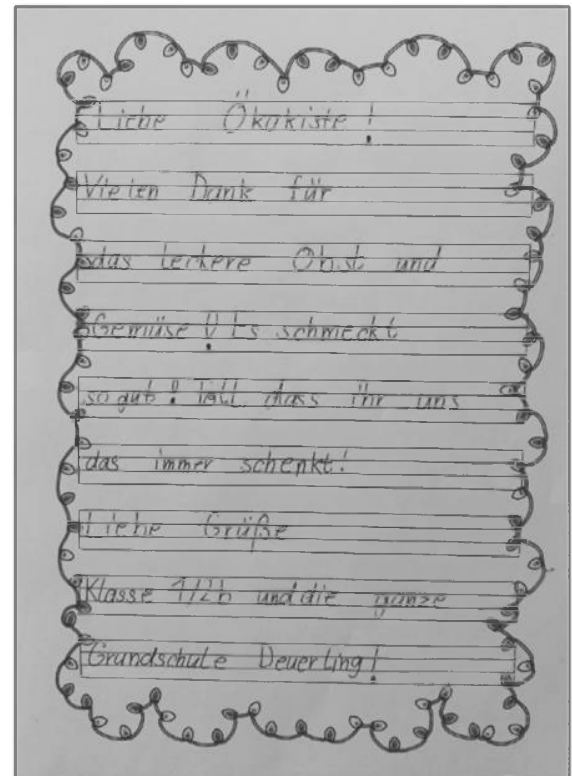 Liebe Ökokiste!
Vielen Dank für
das leckere Obst und
Gemüse! Es schmeckt
so gut! Toll dass ihr uns
das immer schenkt!
Liebe Grüße
Klasse 1/2b und die ganze
Grundschule Deuerling!